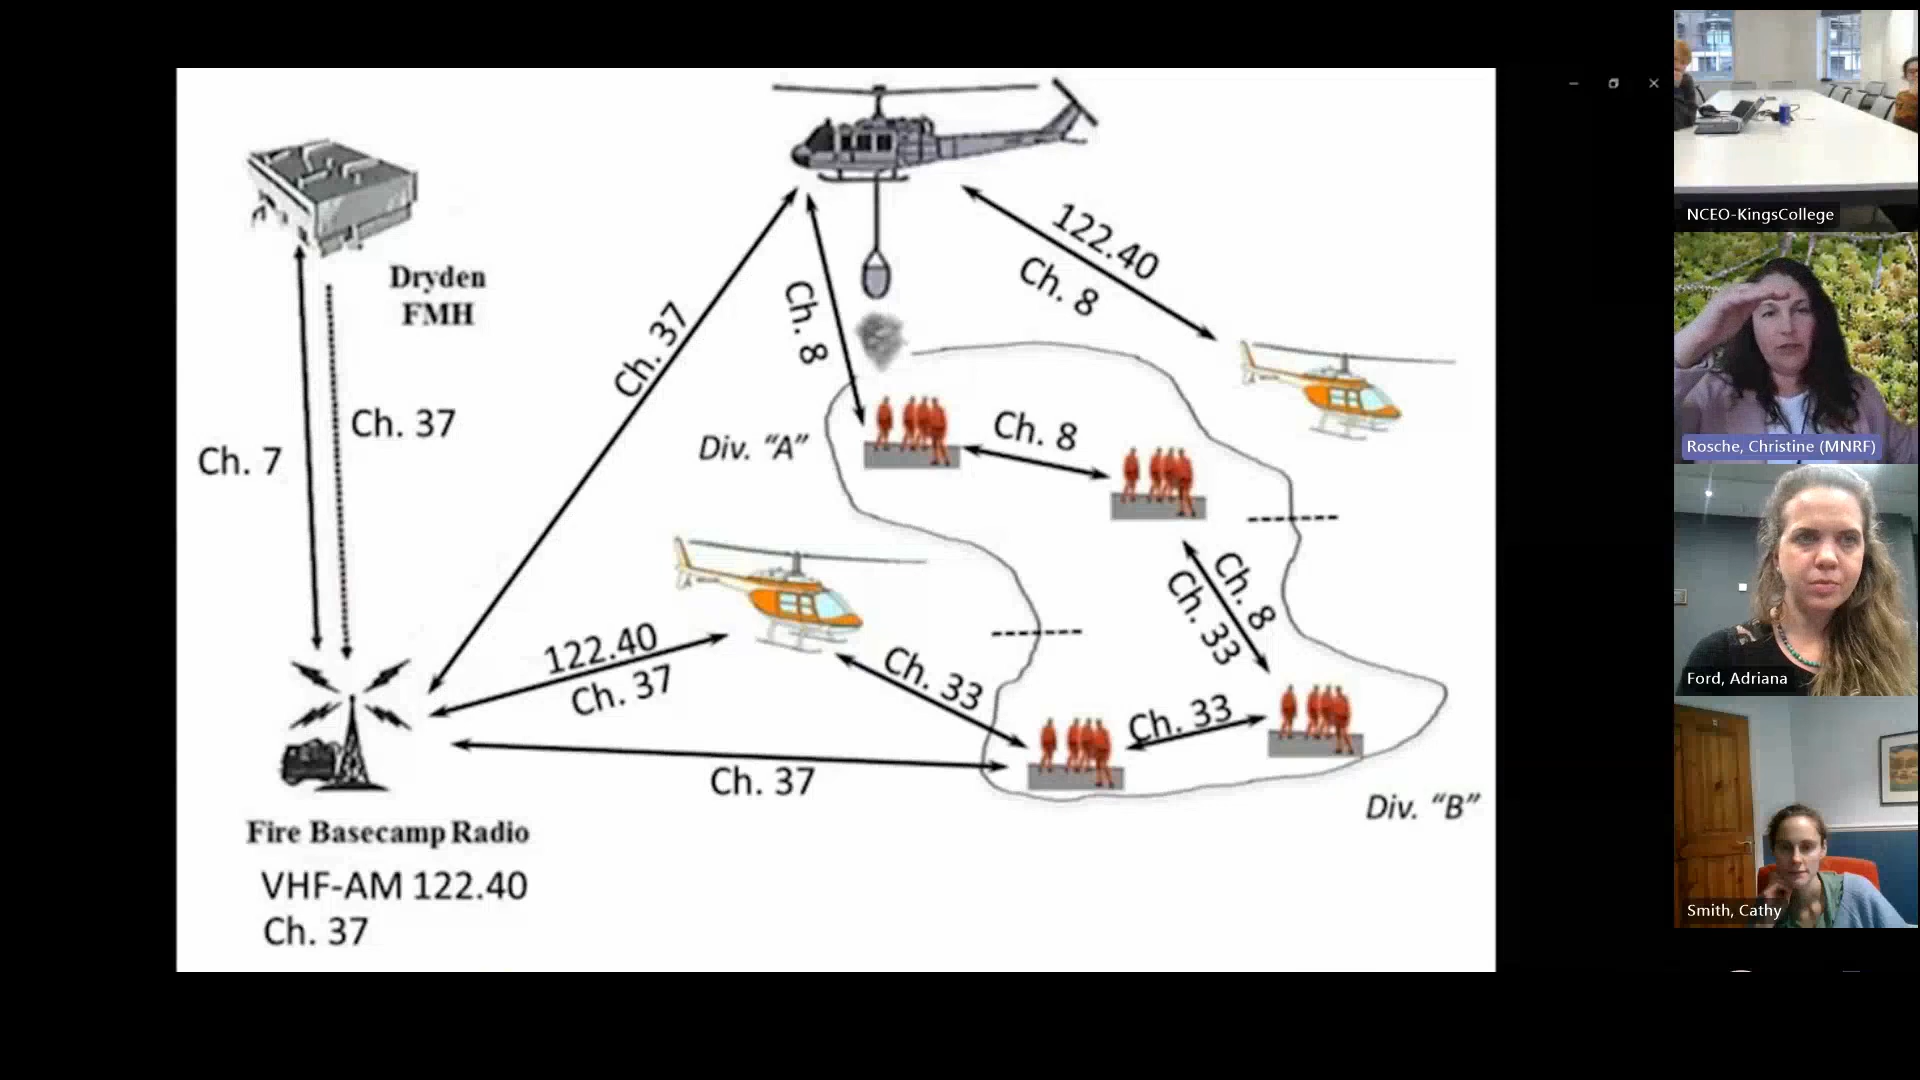 Dryden
FMH
Ch. 7
Ch. 37
Ch. 37
Ch. 8
122.40
Ch. 8
Div. “A”
Ch. 8
Ch. 8
Ch. 33
122.40
Ch. 37
Ch. 33
Ch. 33
Ch. 37
Div. “B”
Fire Basecamp Radio
VHF-AM 122.40
Ch. 37
NCEO-KingsCollege
Rosche, Christine (MNRF)
Ford, Adriana
Smith, Cathy